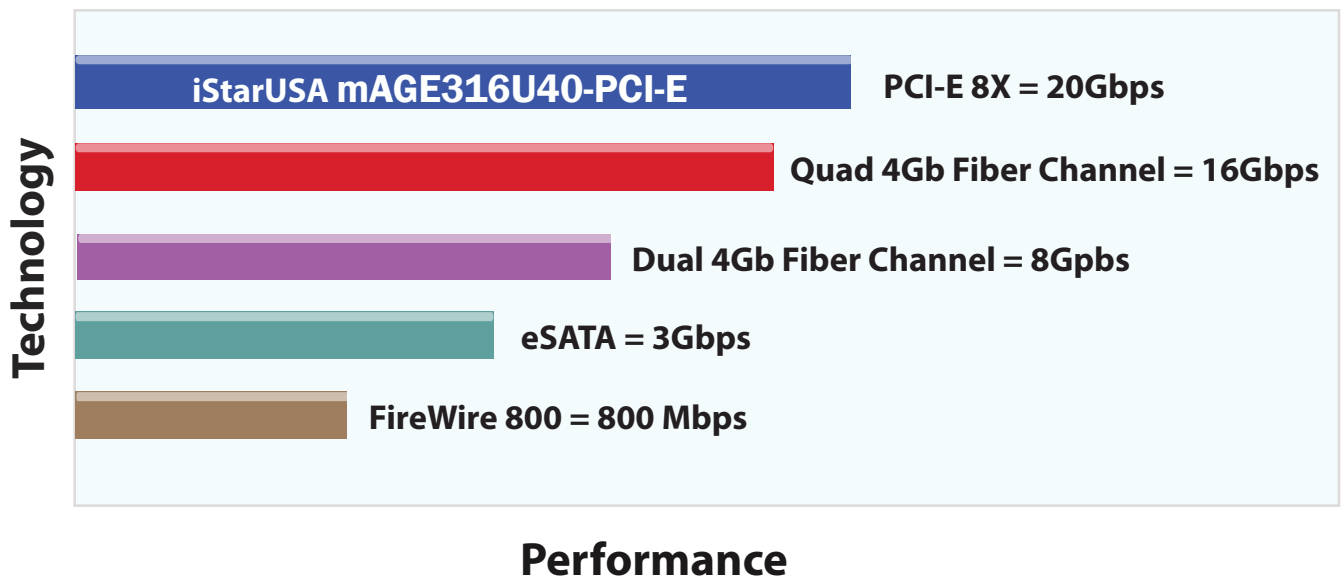 Technology
iStarUSA mAGE316U40-PCI-E
PCI-E 8X = 20Gbps
Quad 4Gb Fiber Channel = 16Gbps
Dual 4Gb Fiber Channel = 8Gpbs
eSATA = 3Gbps
FireWire 800 = 800 Mbps
Performance